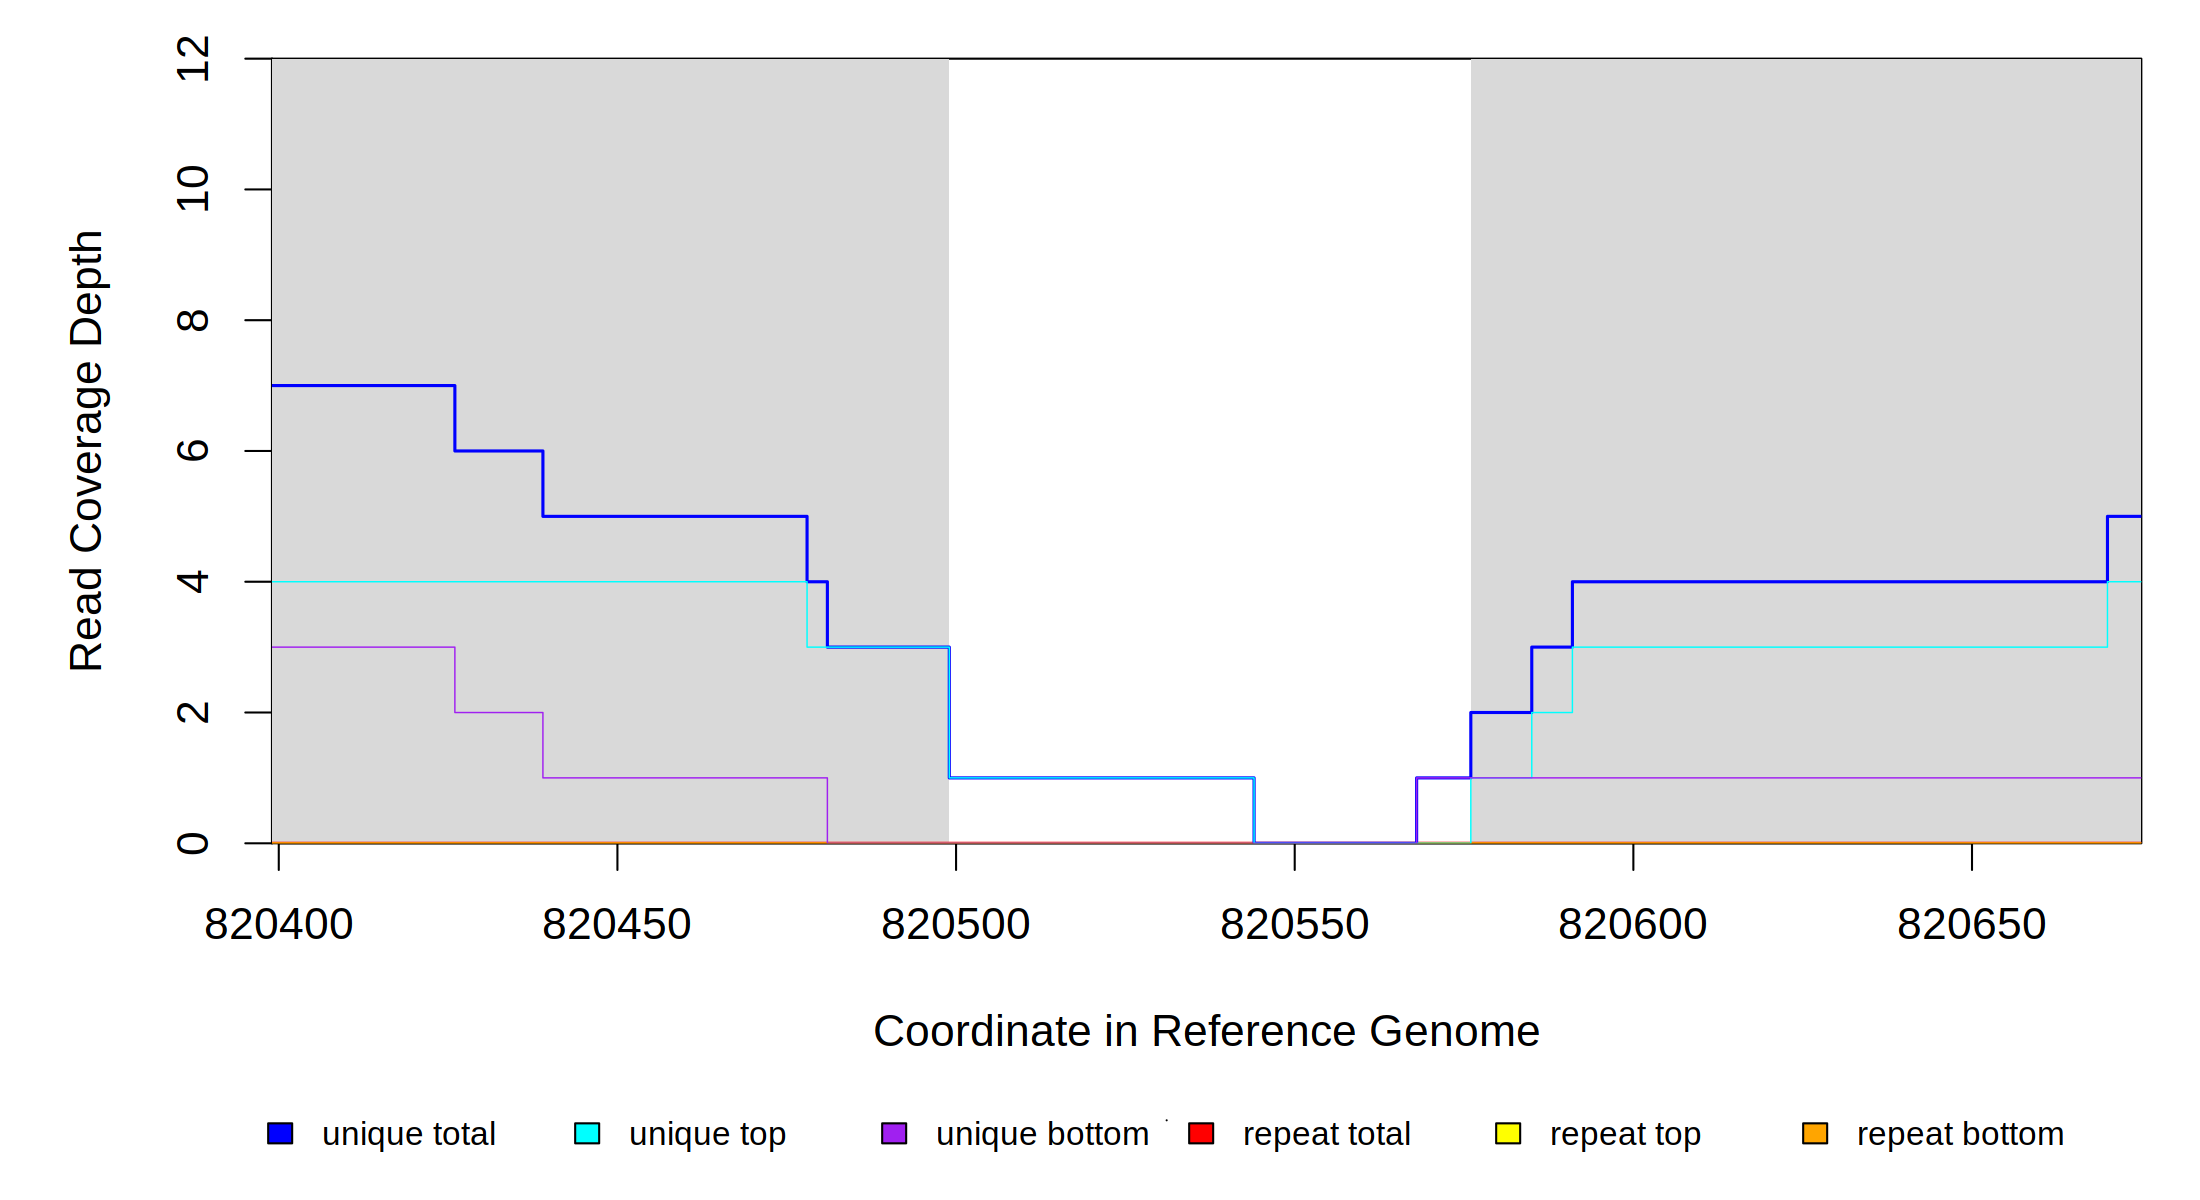 12
10
8
6
4
2
0
Read Coverage Depth
820400 820450 820500 820550 820600 820650
Coordinate in Reference Genome
unique total unique top unique bottom repeat total repeat top repeat bottom